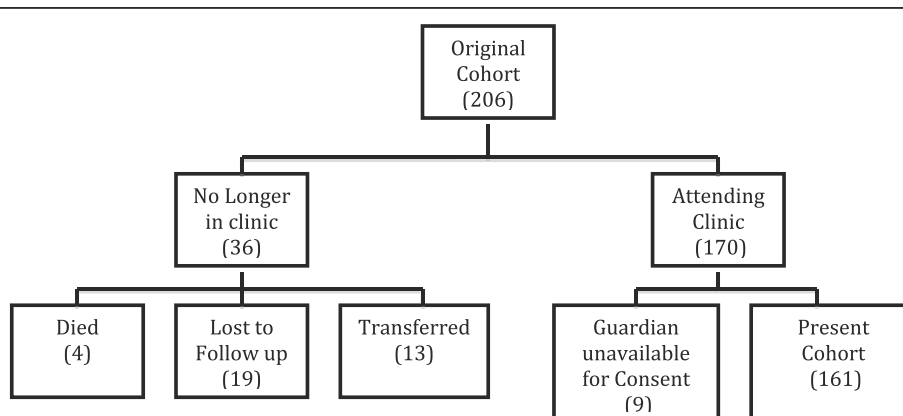 Original
Cohort
(206)
No Longer
in clinic
(36)
Attending
Clinic
(170)
Died
(4)
Lost to
Follow up
(19)
Transferred
(13)
Guardian
unavailable
for Consent
(9)
Present
Cohort
(161)